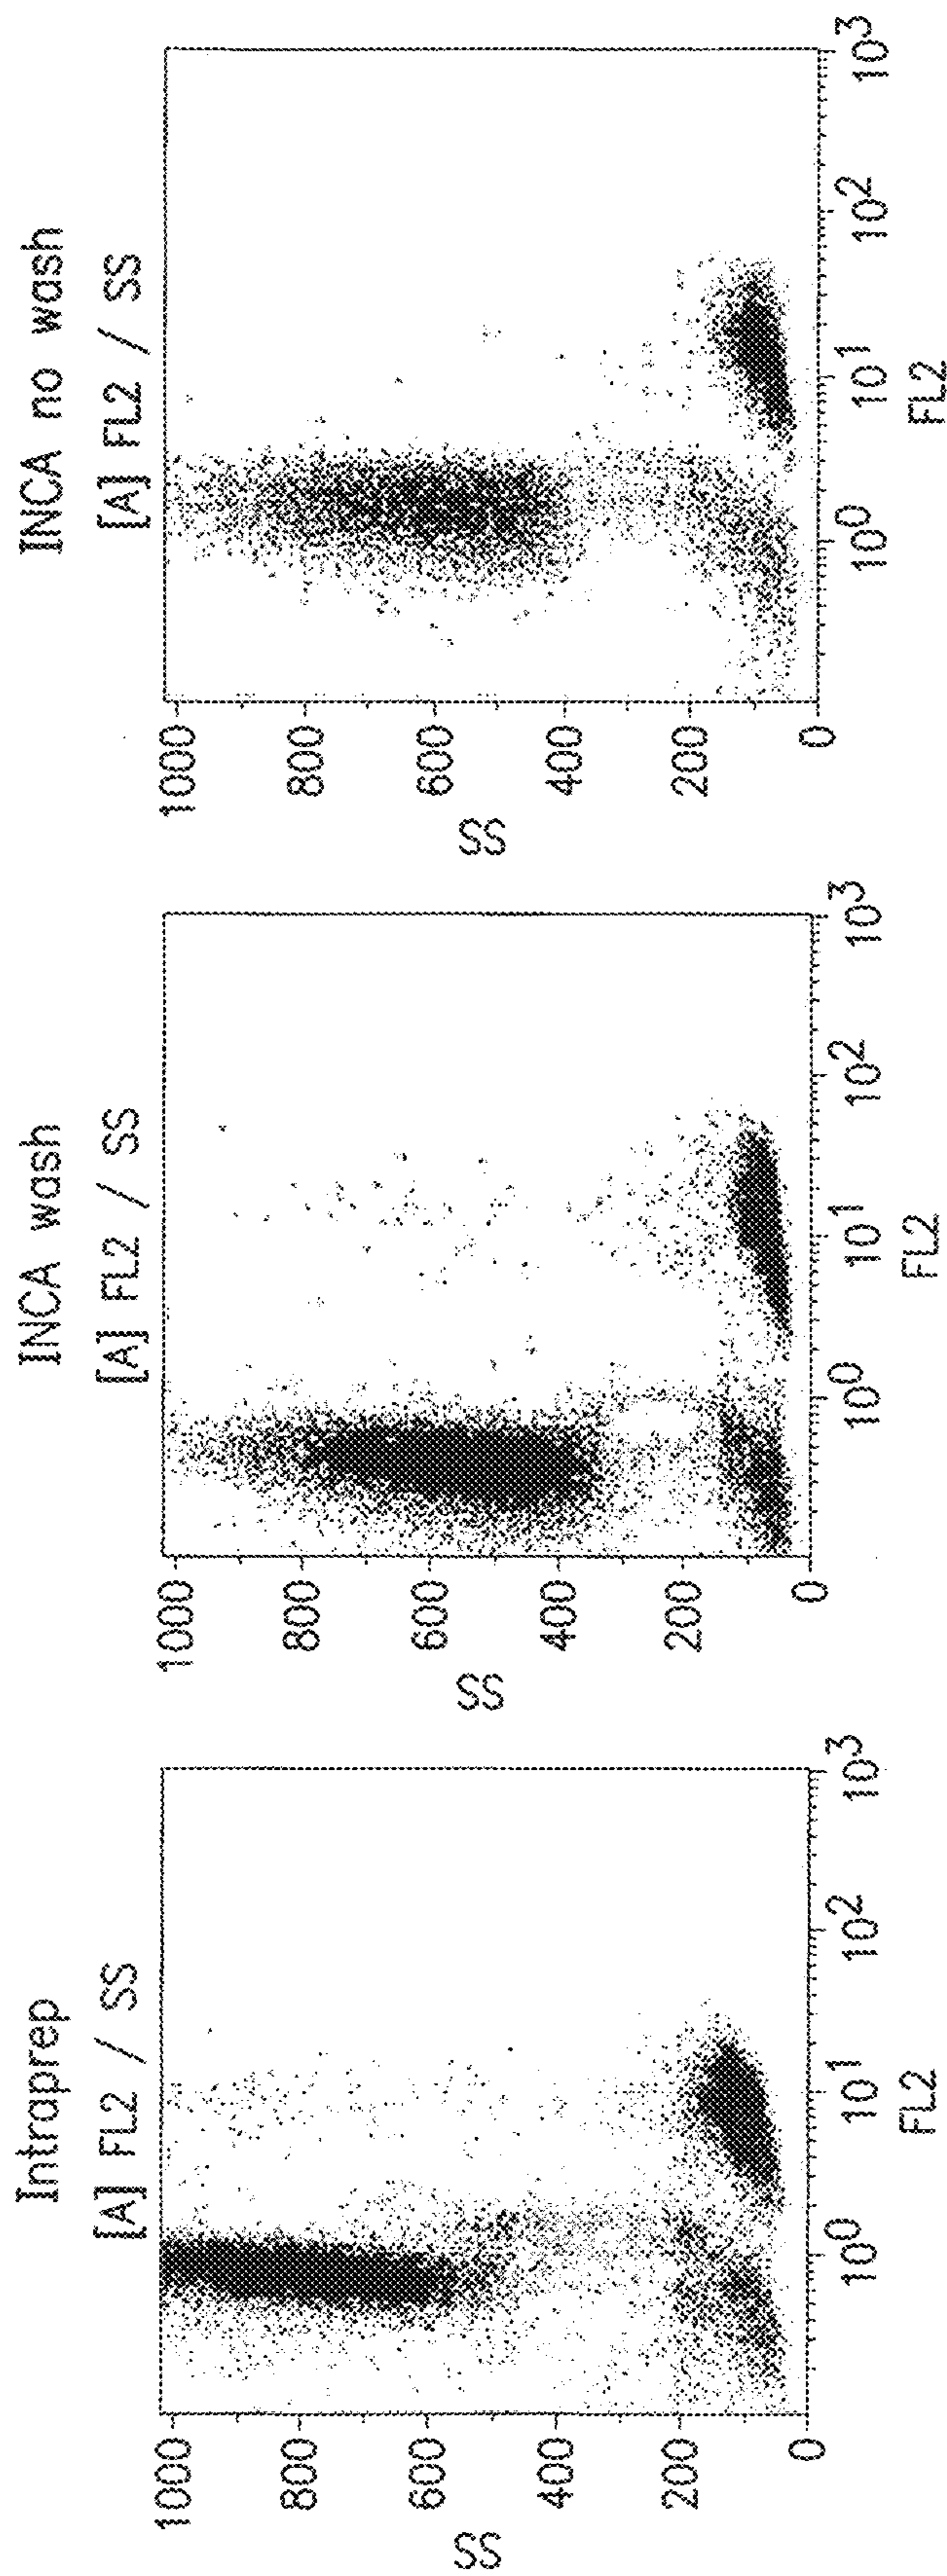 Intraprep
[A] FL2 / SS
SS
1000
800
600
400
200
0
10⁰
10¹
10²
10³
FL2
INCA wash
[A] FL2 / SS
SS
1000
800
600
400
200
0
10⁰
10¹
10²
10³
FL2
INCA no wash
[A] FL2 / SS
SS
1000
800
600
400
200
0
10⁰
10¹
10²
10³
FL2